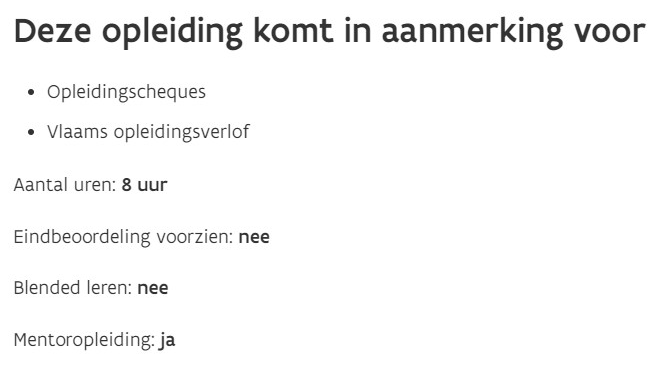 Deze opleiding komt in aanmerking voor
• Opleidingscheques
• Vlaams opleidingsverlof
Aantal uren: 8 uur
Eindbeoordeling voorzien: nee
Blended leren: nee
Mentoropleiding: ja